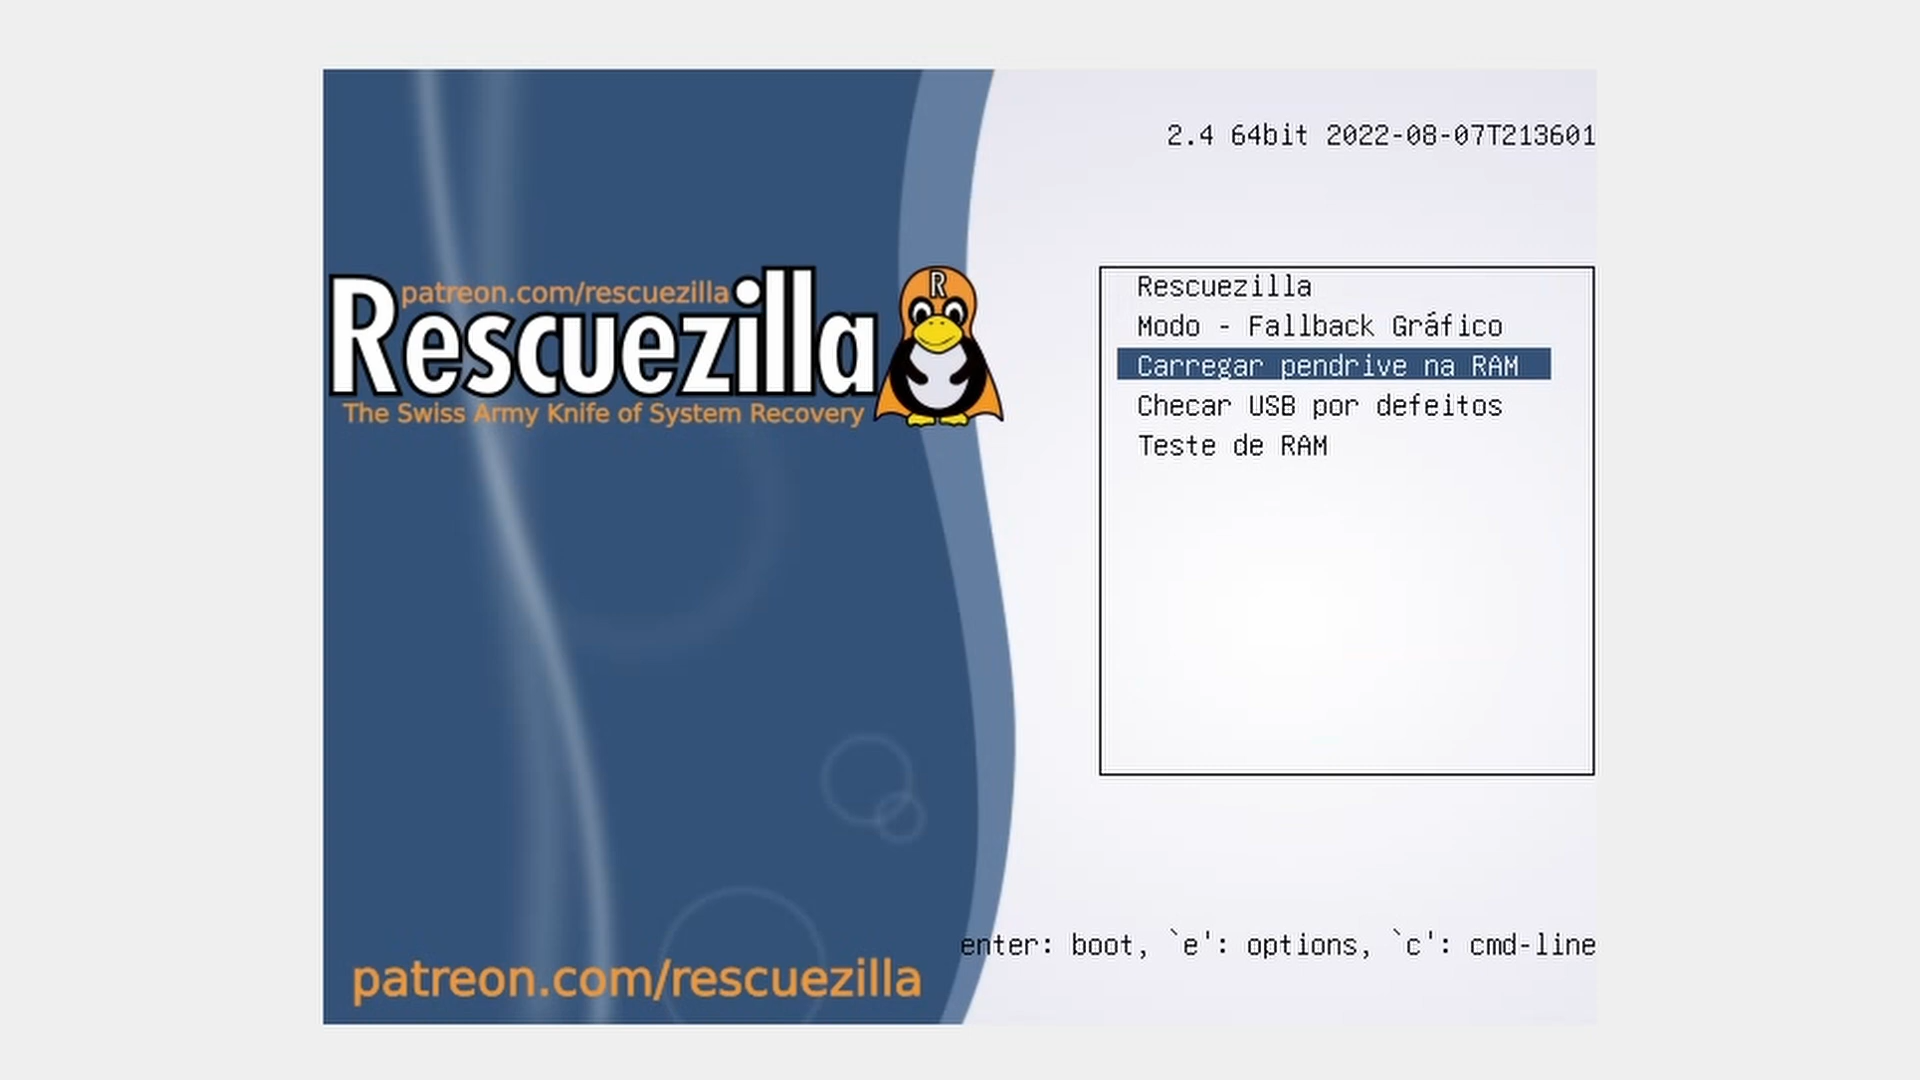 2.4 64bit 2022-08-07T213601
patreon.com/rescuezilla
Rescuezilla
The Swiss Army Knife of System Recovery
R
Rescuezilla
Modo - Fallback Gráfico
Carregar pendrive na RAM
Checar USB por defeitos
Teste de RAM
enter: boot, `e': options, `c': cmd-line
patreon.com/rescuezilla